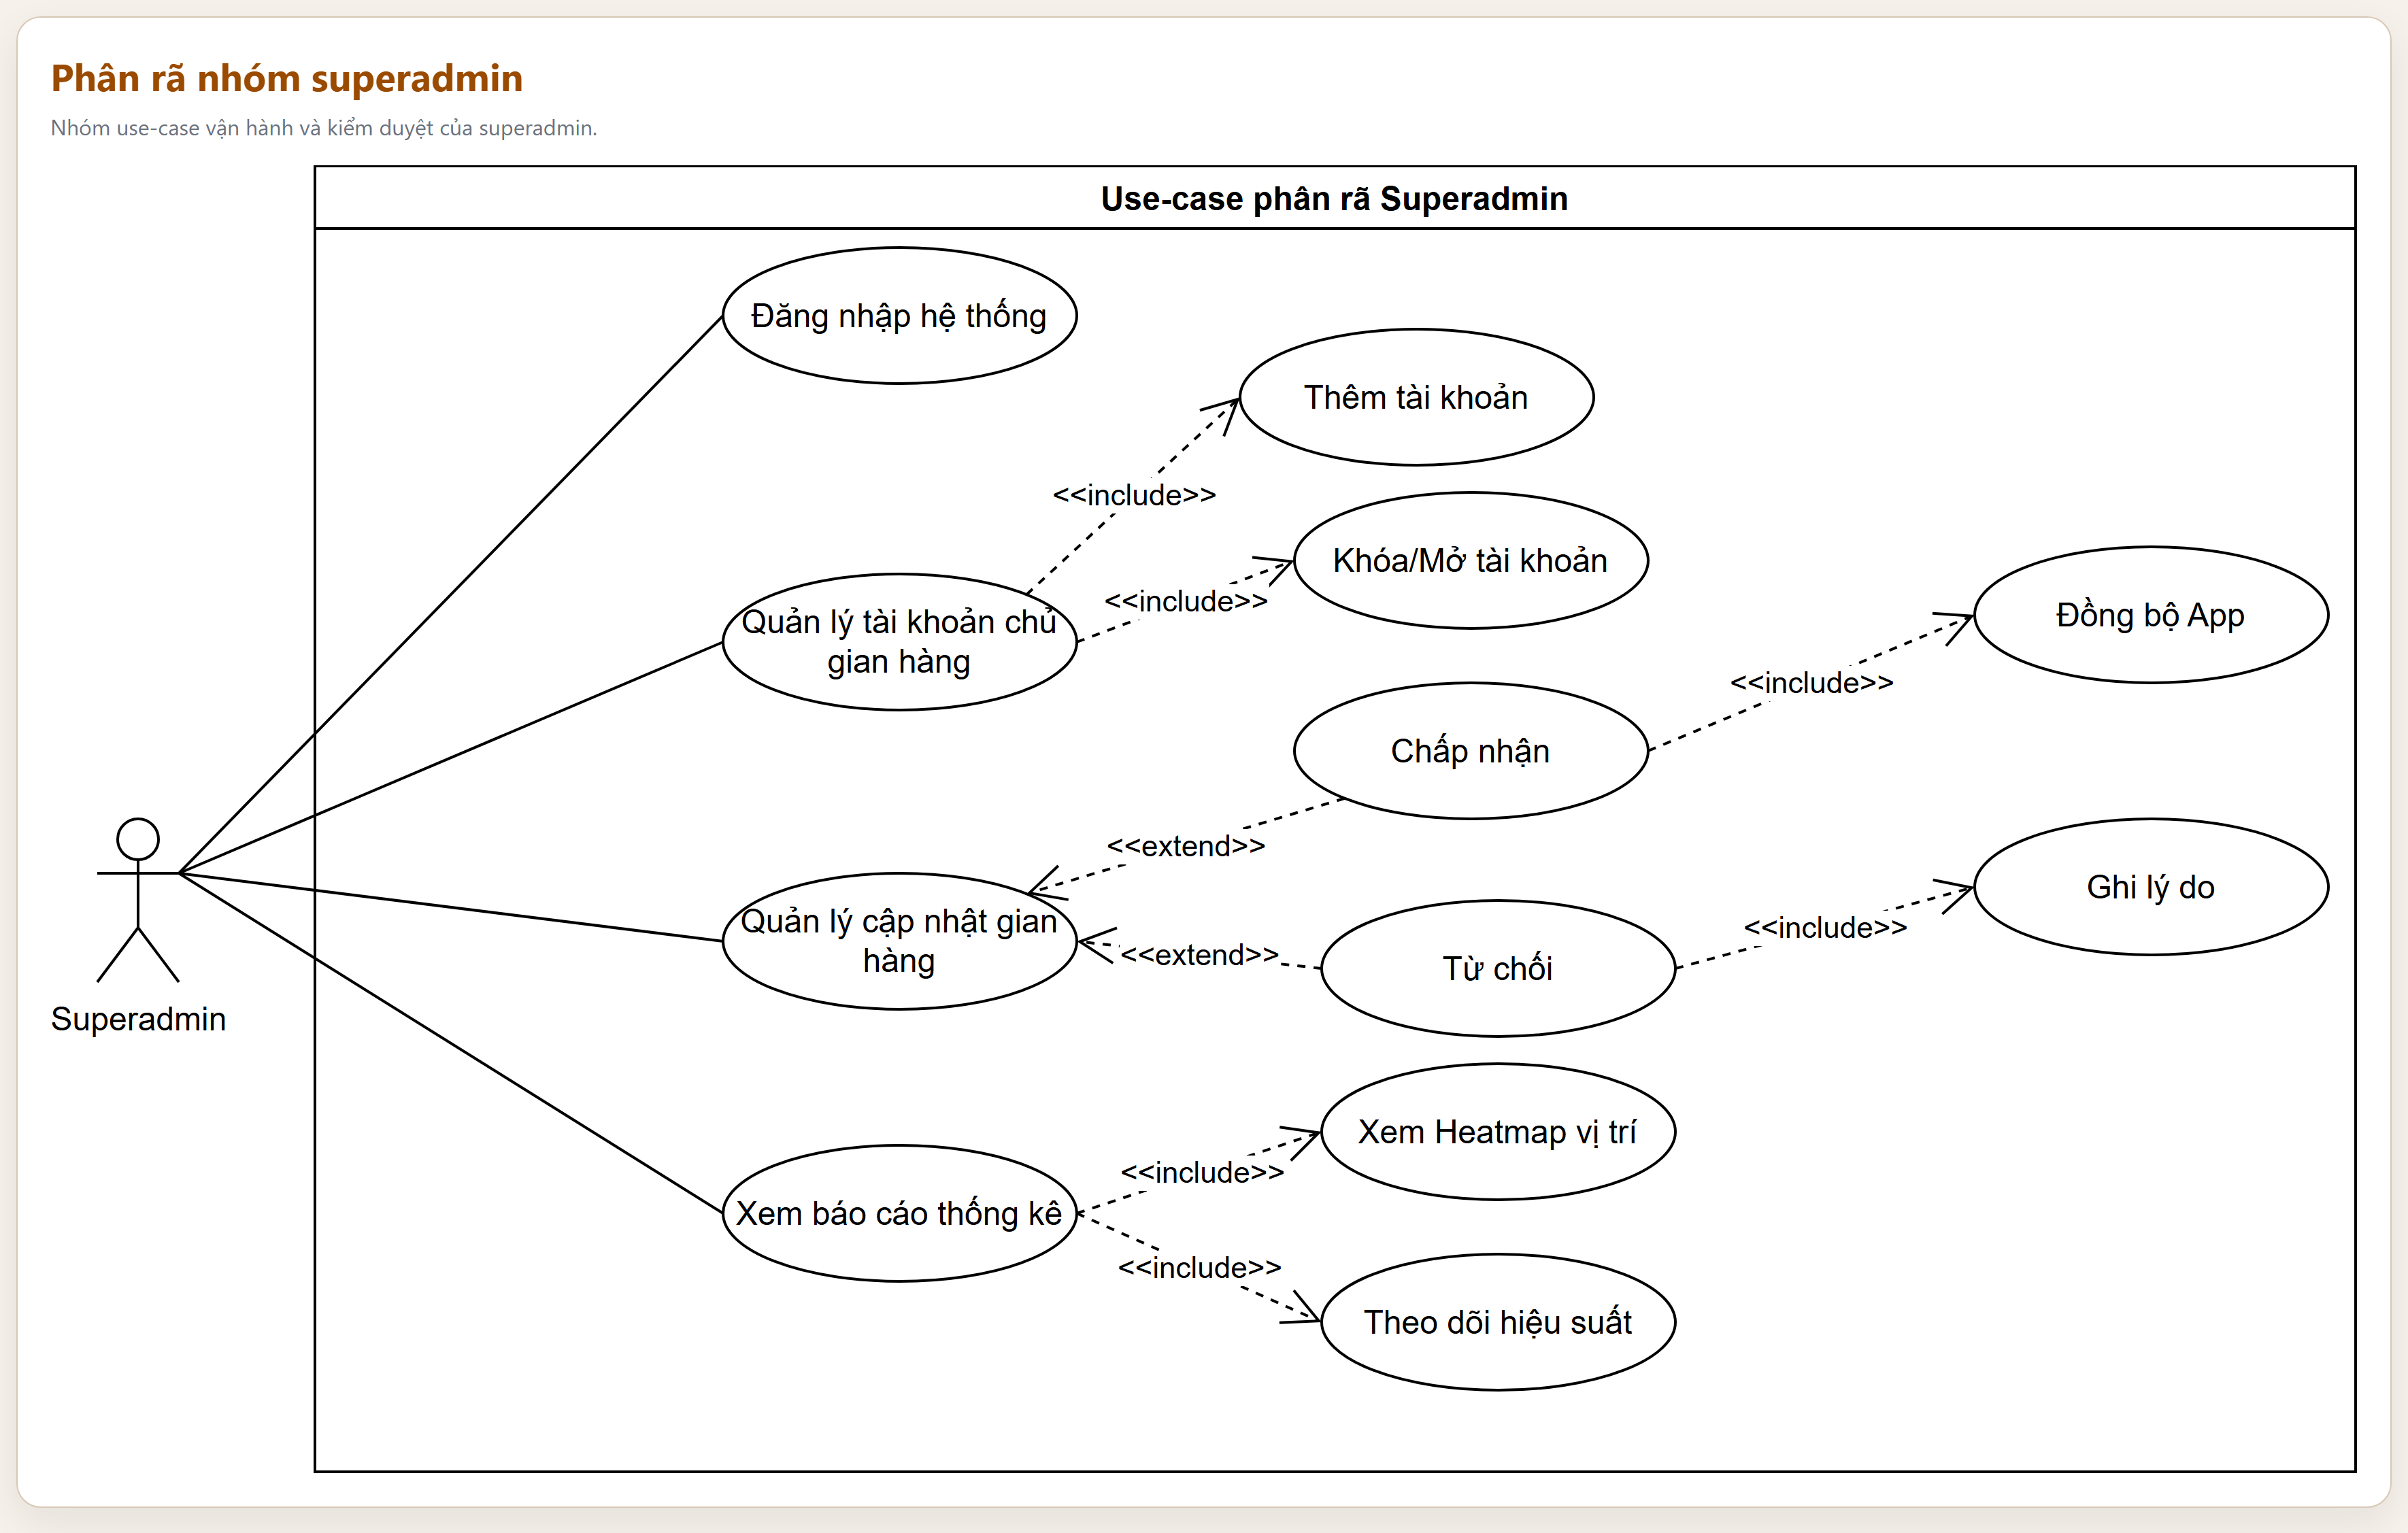 Phân rã nhóm superadmin
Nhóm use-case vận hành và kiểm duyệt của superadmin.
Use-case phân rã Superadmin
Đăng nhập hệ thống
Thêm tài khoản
<<include>>
Khóa/Mở tài khoản
<<include>>
Quản lý tài khoản chủ
gian hàng
Đồng bộ App
<<include>>
Chấp nhận
<<extend>>
Ghi lý do
<<include>>
Quản lý cập nhật gian
hàng
<<extend>>
Từ chối
Superadmin
Xem Heatmap vị trí
<<include>>
Xem báo cáo thống kê
<<include>>
Theo dõi hiệu suất